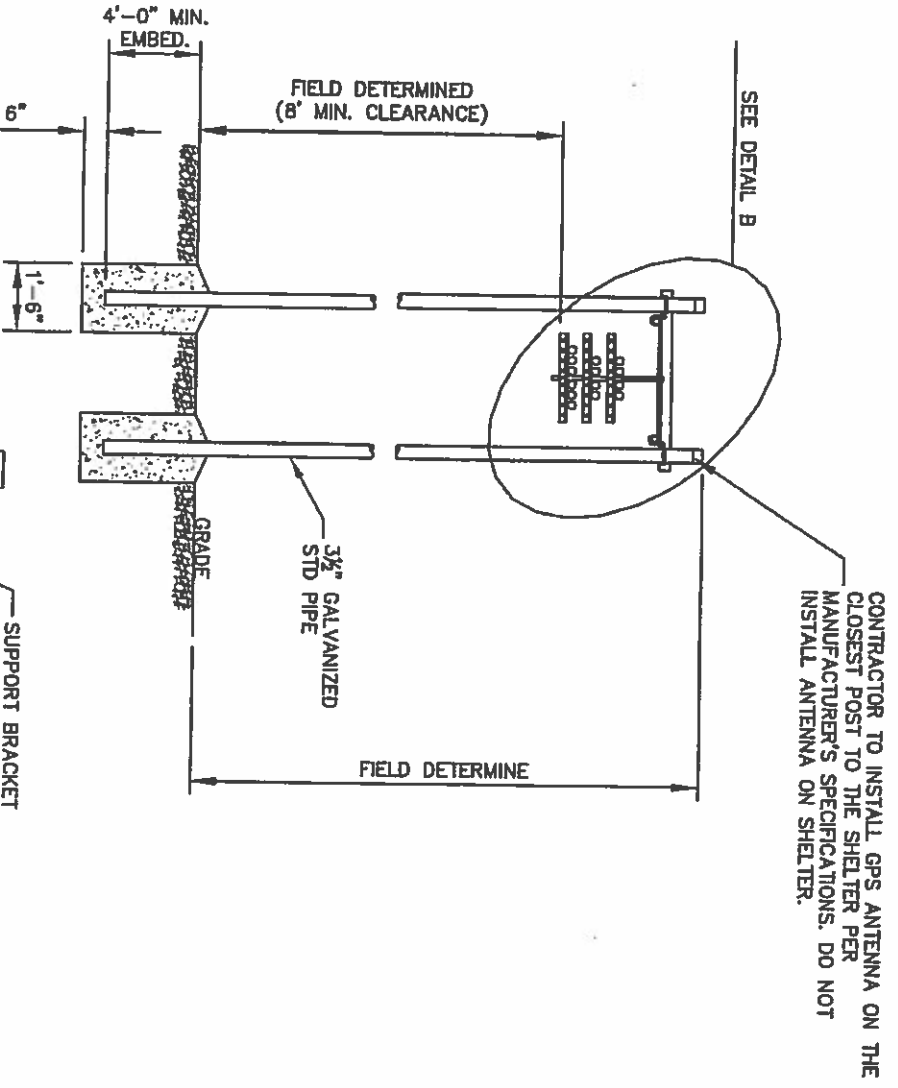 4'-0" MIN.
EMBED.
FIELD DETERMINED
(8' MIN. CLEARANCE)
6"
1'-6"
SEE DETAIL B
GRADE
3½" GALVANIZED
STD PIPE
FIELD DETERMINE
CONTRACTOR TO INSTALL GPS ANTENNA ON THE
CLOSEST POST TO THE SHELTER PER
MANUFACTURER'S SPECIFICATIONS. DO NOT
INSTALL ANTENNA ON SHELTER.
SUPPORT BRACKET